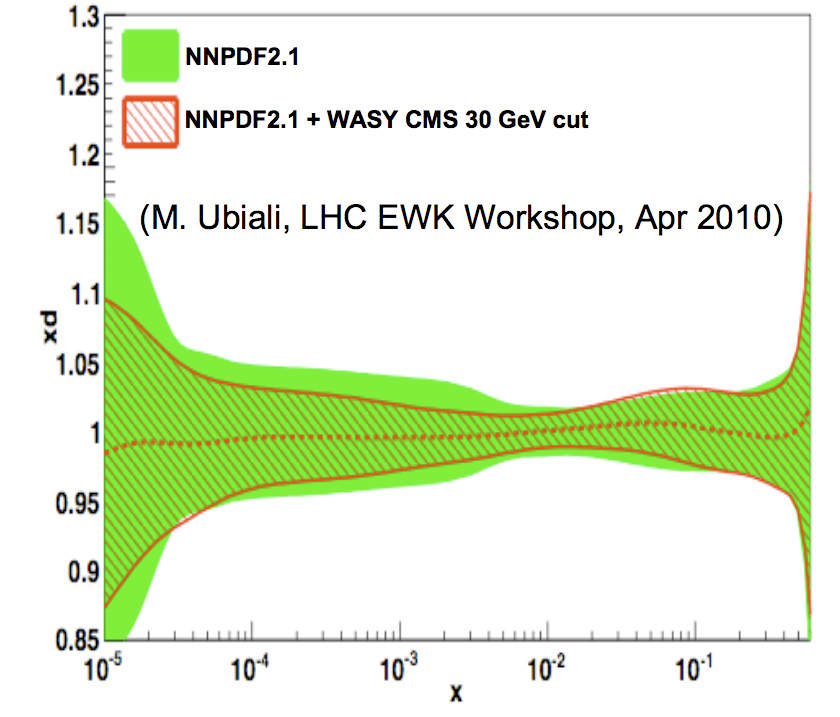 1.3
NNPDF2.1
1.25
NNPDF2.1 + WASY CMS 30 GeV cut
1.2
(M. Ubiali, LHC EWK Workshop, Apr 2010)
1.15
1.1
xd
1.05
1
0.95
0.9
0.85
10^-5 10^-4 10^-3 10^-2 10^-1
x